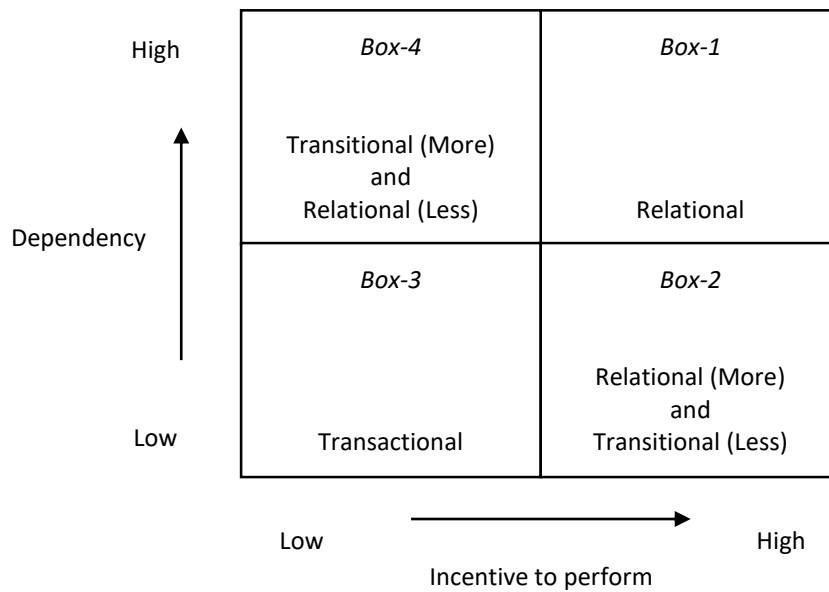 High
Box-4
Box-1
Transitional (More)
and
Relational (Less)
Relational
Dependency
Box-3
Box-2
Relational (More)
and
Transitional (Less)
Low
Transactional
Low
High
Incentive to perform